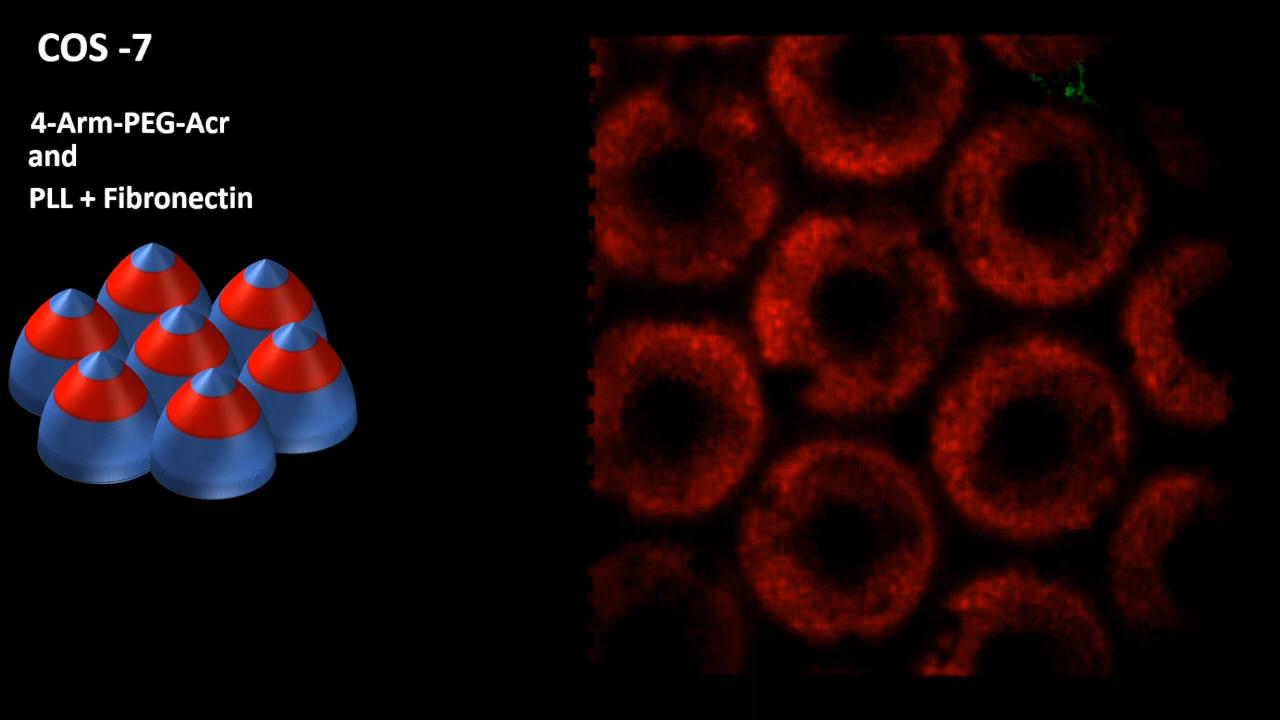 COS -7
4-Arm-PEG-Acr
and
PLL + Fibronectin